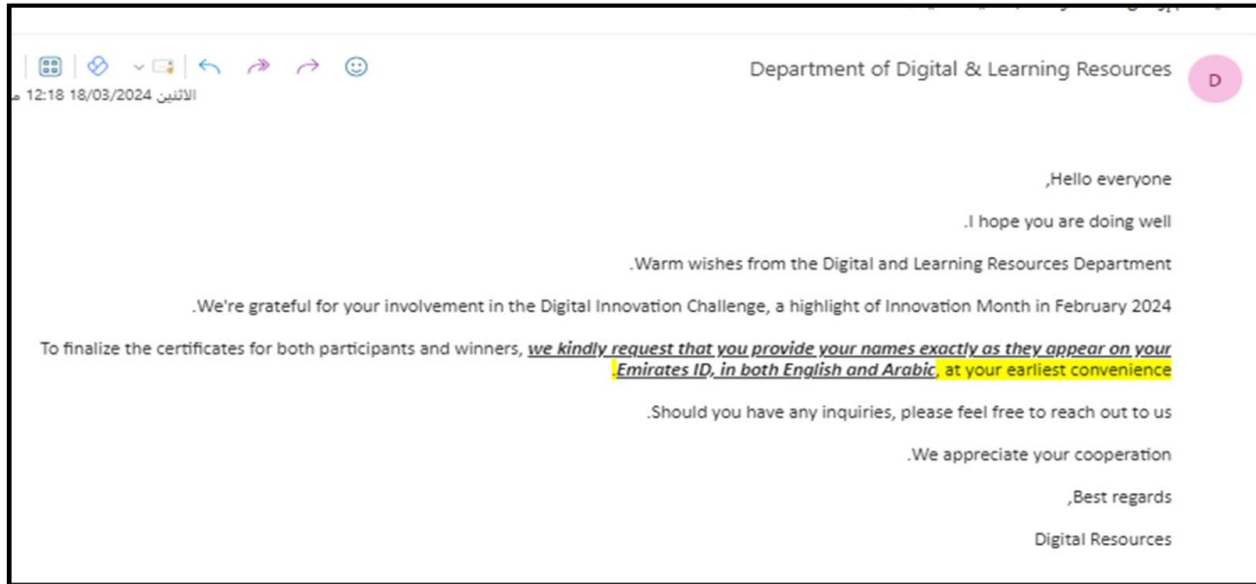 Department of Digital & Learning Resources
D
الاثنين 18/03/2024 12:18 م
Hello everyone,
I hope you are doing well.
Warm wishes from the Digital and Learning Resources Department.
We're grateful for your involvement in the Digital Innovation Challenge, a highlight of Innovation Month in February 2024.
To finalize the certificates for both participants and winners, we kindly request that you provide your names exactly as they appear on your
Emirates ID, in both English and Arabic, at your earliest convenience.
Should you have any inquiries, please feel free to reach out to us.
We appreciate your cooperation.
Best regards,
Digital Resources